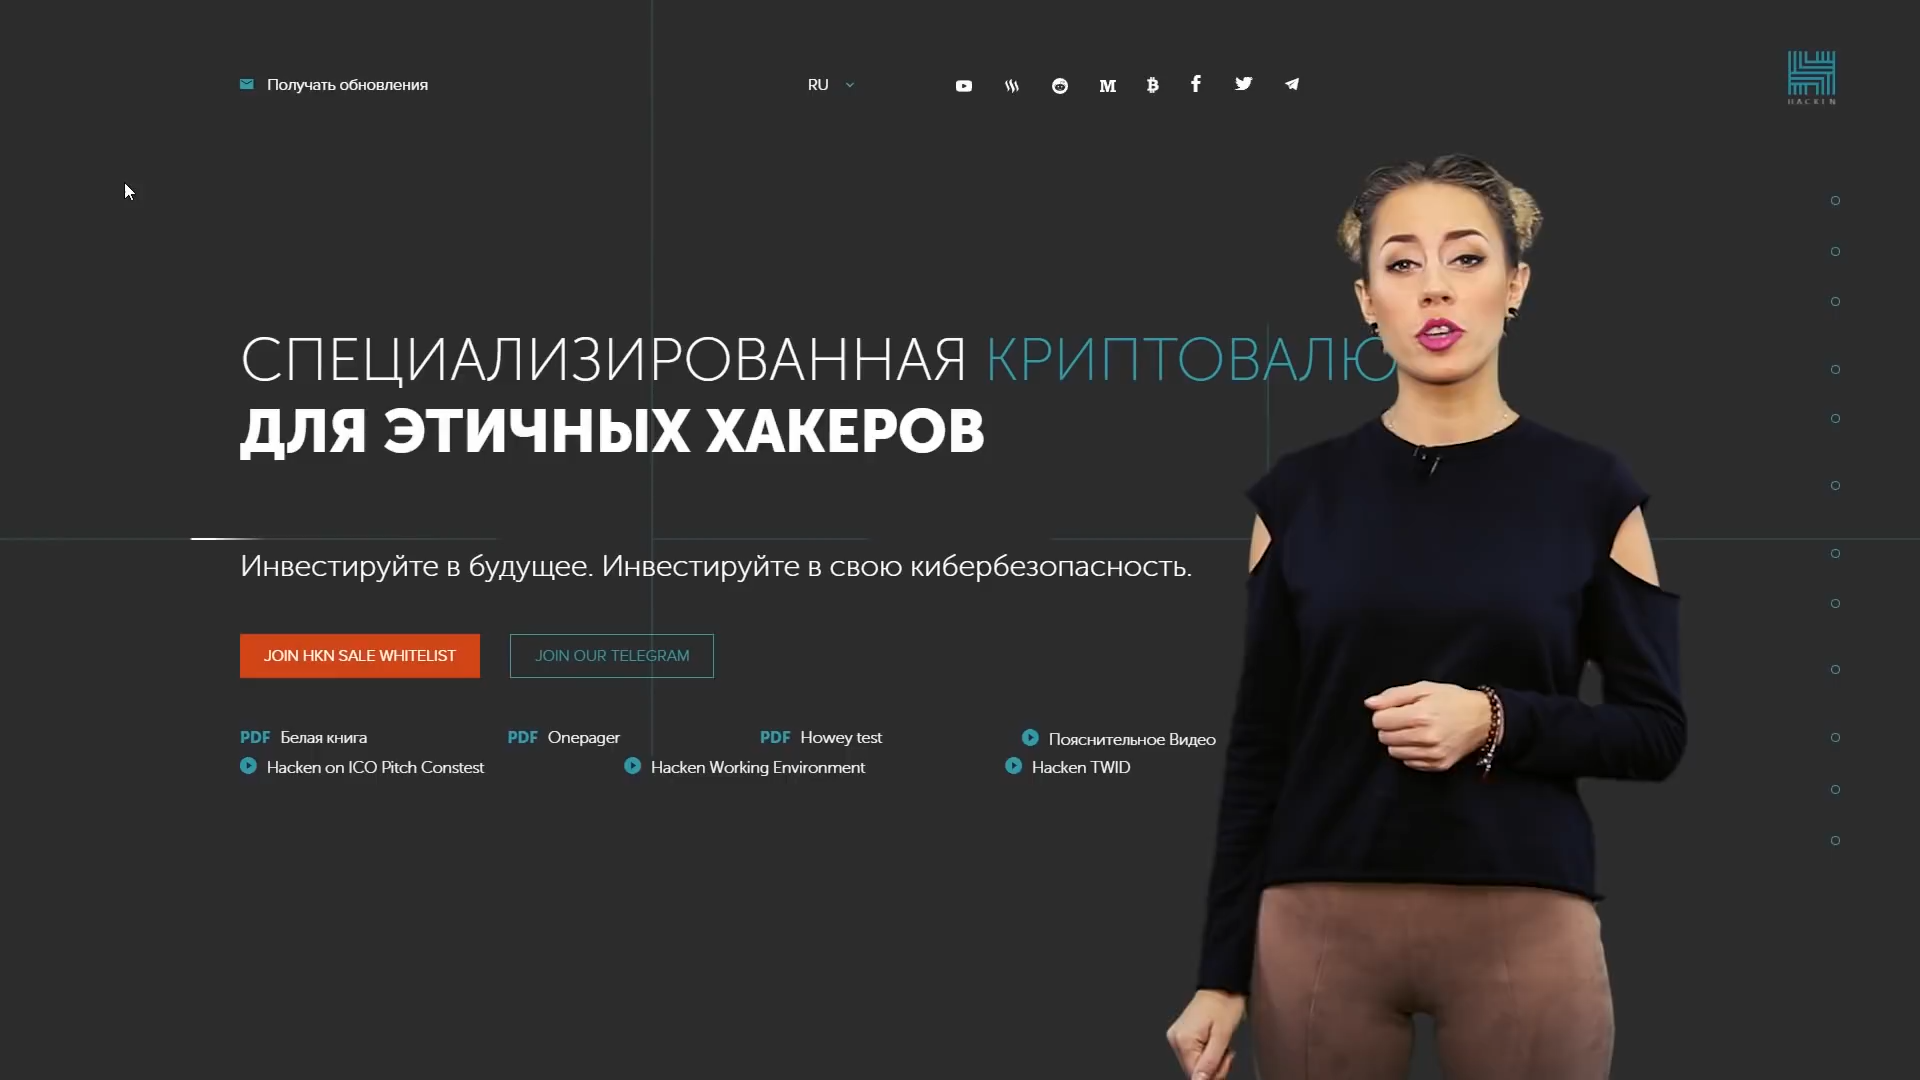 Получать обновления
RU
HACKEN
СПЕЦИАЛИЗИРОВАННАЯ КРИПТОВАЛЮ
ДЛЯ ЭТИЧНЫХ ХАКЕРОВ
Инвестируйте в будущее. Инвестируйте в свою кибербезопасность.
JOIN HKN SALE WHITELIST
JOIN OUR TELEGRAM
PDF Белая книга
PDF Onepager
PDF Howey test
Пояснительное Видео
Hacken on ICO Pitch Constest
Hacken Working Environment
Hacken TWID